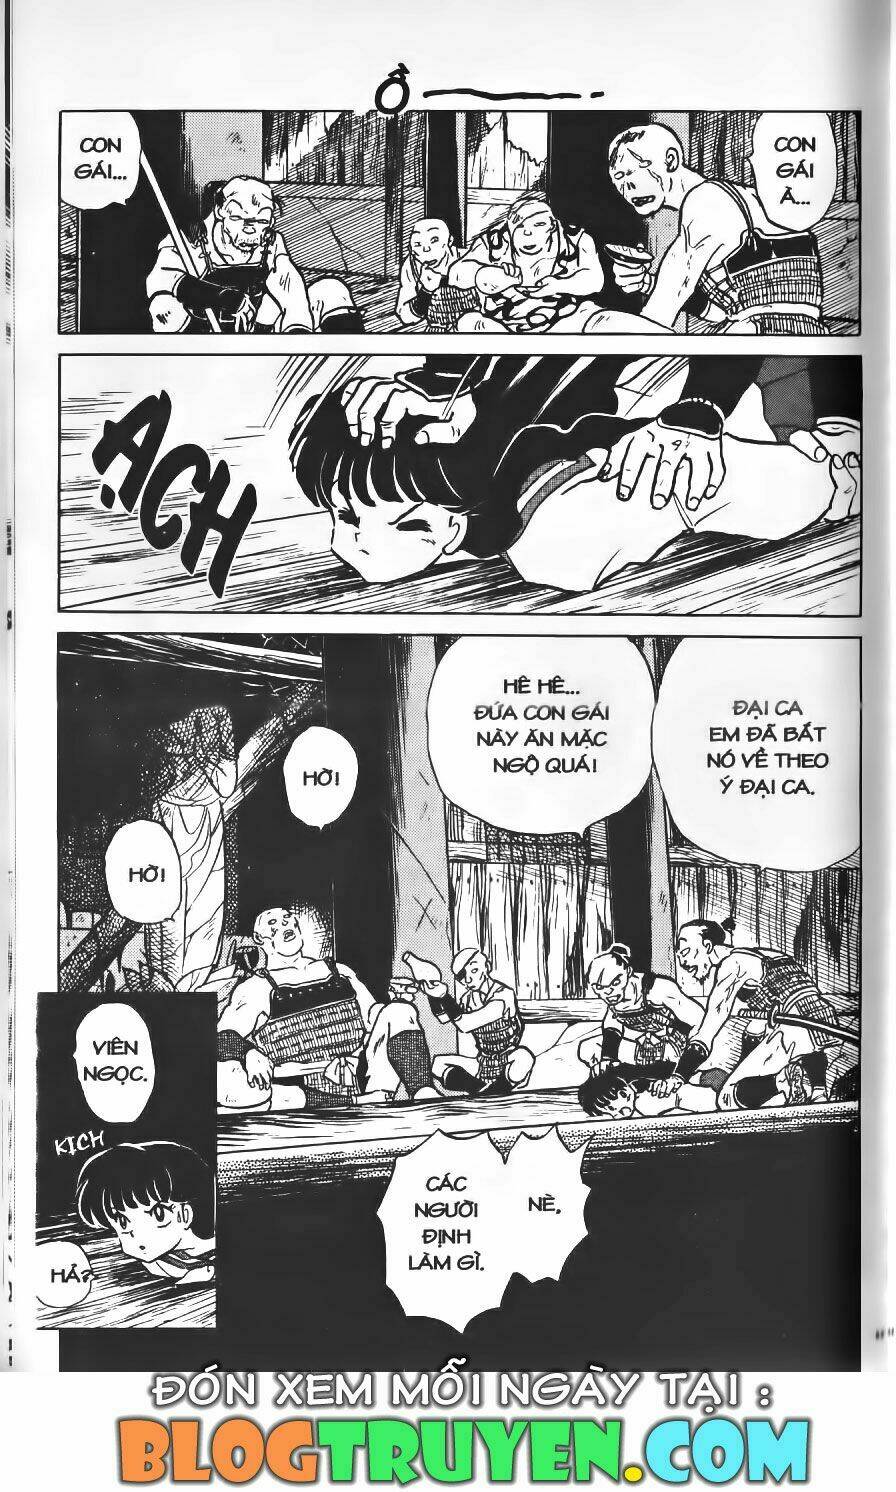 Ồ
CON
GÁI
À...
CON
GÁI...
ẠCH
ĐẠI CA
EM ĐÃ BẮT
NÓ VỀ THEO
Ý ĐẠI CA.
HÊ HÊ...
ĐỨA CON GÁI
NÀY ĂN MẶC
NGỘ QUÁ!
HỜI
HỜI
NÈ.
CÁC
NGƯỜI
ĐỊNH
LÀM GÌ.
VIÊN
NGỌC.
KỊCH
HẢ?
ĐÓN XEM MỖI NGÀY TẠI :
BLOGTRUYEN.COM